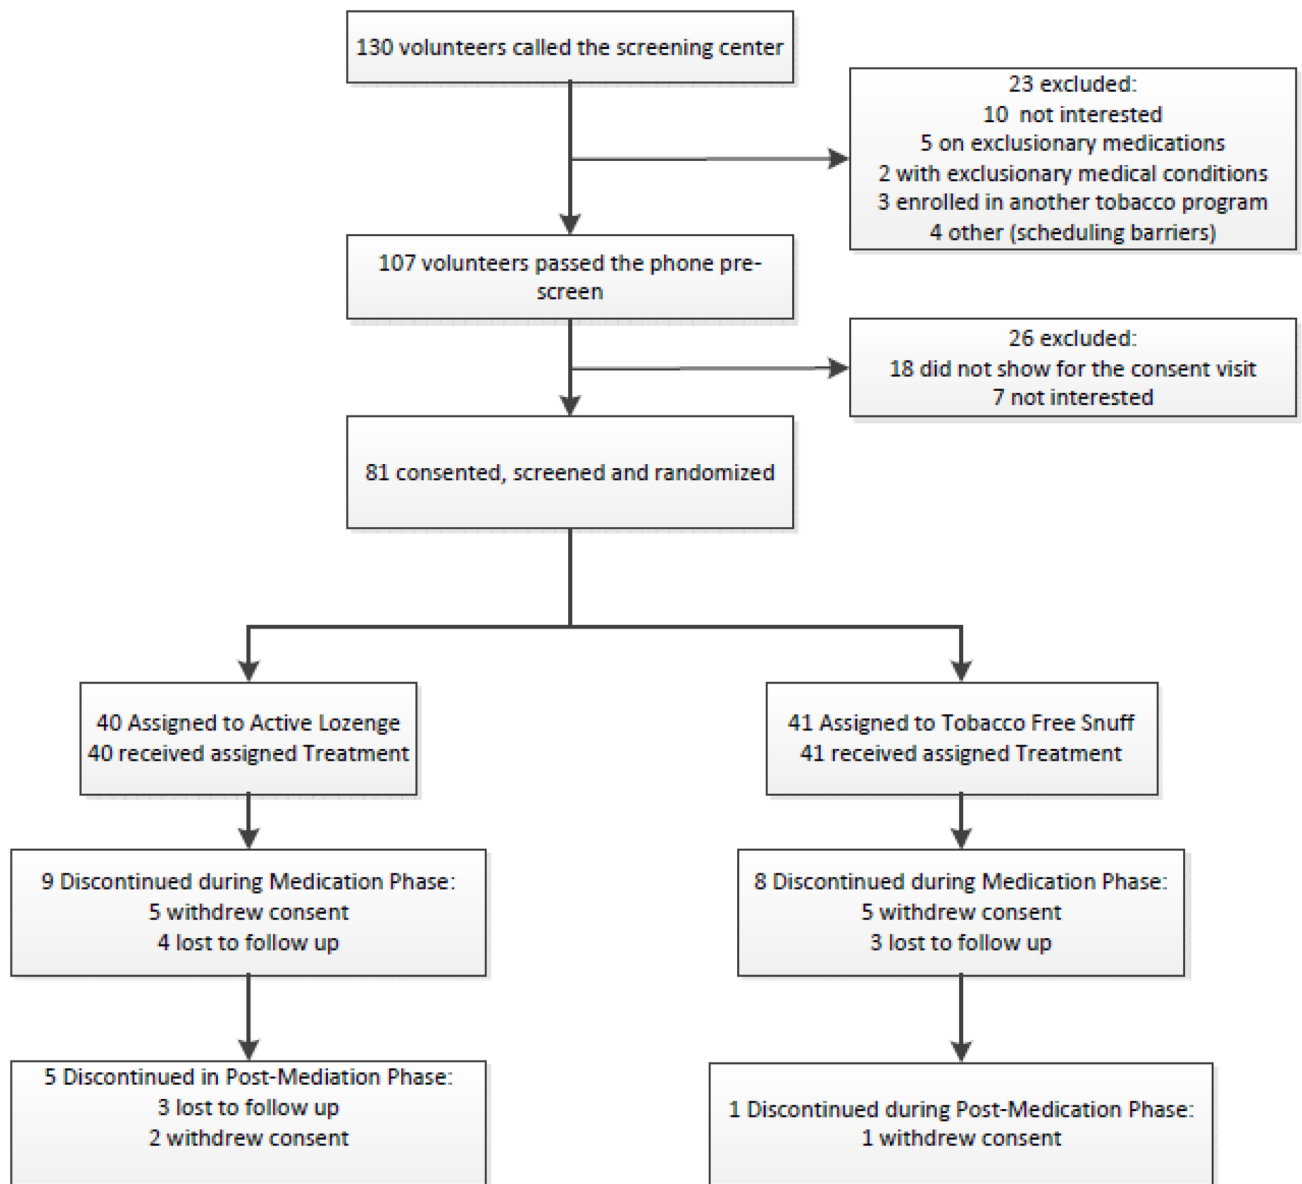 130 volunteers called the screening center
23 excluded:
10 not interested
5 on exclusionary medications
2 with exclusionary medical conditions
3 enrolled in another tobacco program
4 other (scheduling barriers)
107 volunteers passed the phone pre-
screen
26 excluded:
18 did not show for the consent visit
7 not interested
81 consented, screened and randomized
40 Assigned to Active Lozenge
40 received assigned Treatment
41 Assigned to Tobacco Free Snuff
41 received assigned Treatment
9 Discontinued during Medication Phase:
5 withdrew consent
4 lost to follow up
8 Discontinued during Medication Phase:
5 withdrew consent
3 lost to follow up
5 Discontinued in Post-Mediation Phase:
3 lost to follow up
2 withdrew consent
1 Discontinued during Post-Medication Phase:
1 withdrew consent